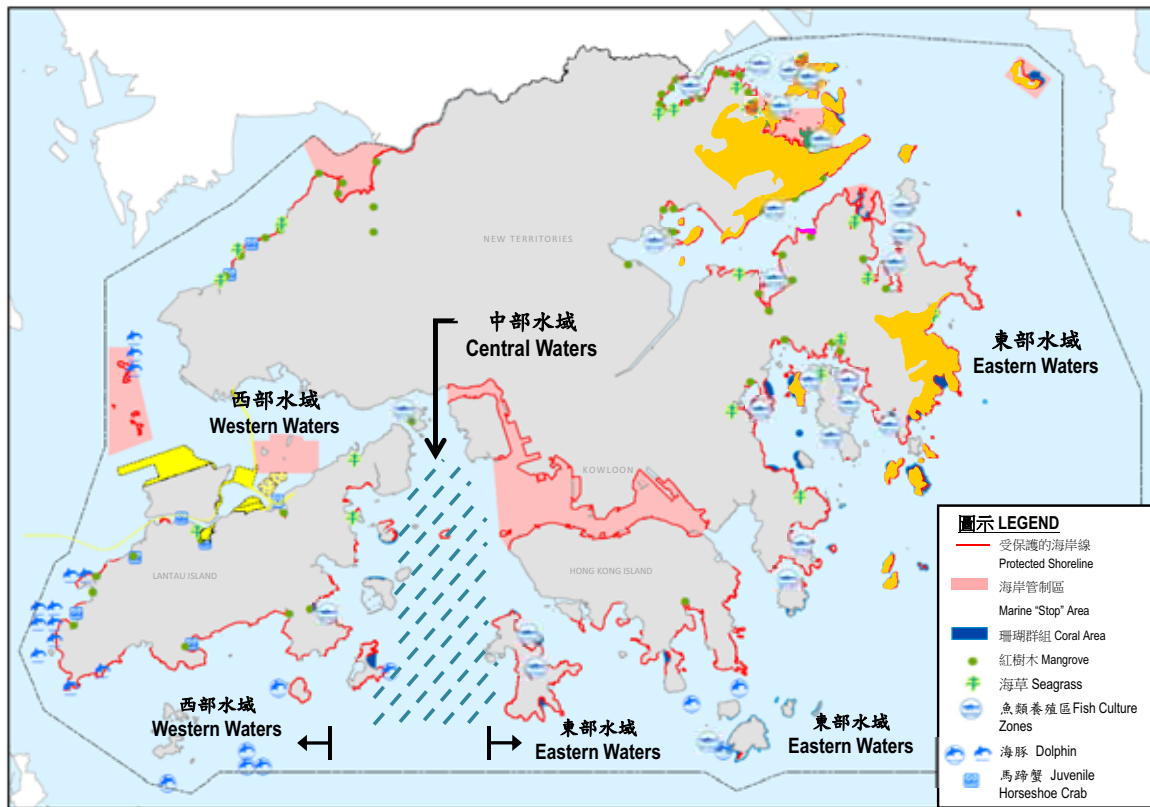 NEW TERRITORIES
中部水域
Central Waters
東部水域
Eastern Waters
西部水域
Western Waters
KOWLOON
LANTAU ISLAND
HONG KONG ISLAND
西部水域
Western Waters
東部水域
Eastern Waters
東部水域
Eastern Waters
圖示 LEGEND
受保護的海岸線
Protected Shoreline
海岸管制區
Marine “Stop” Area
珊瑚群組 Coral Area
紅樹木 Mangrove
海草 Seagrass
魚類養殖區Fish Culture
Zones
海豚 Dolphin
馬蹄蟹 Juvenile
Horseshoe Crab